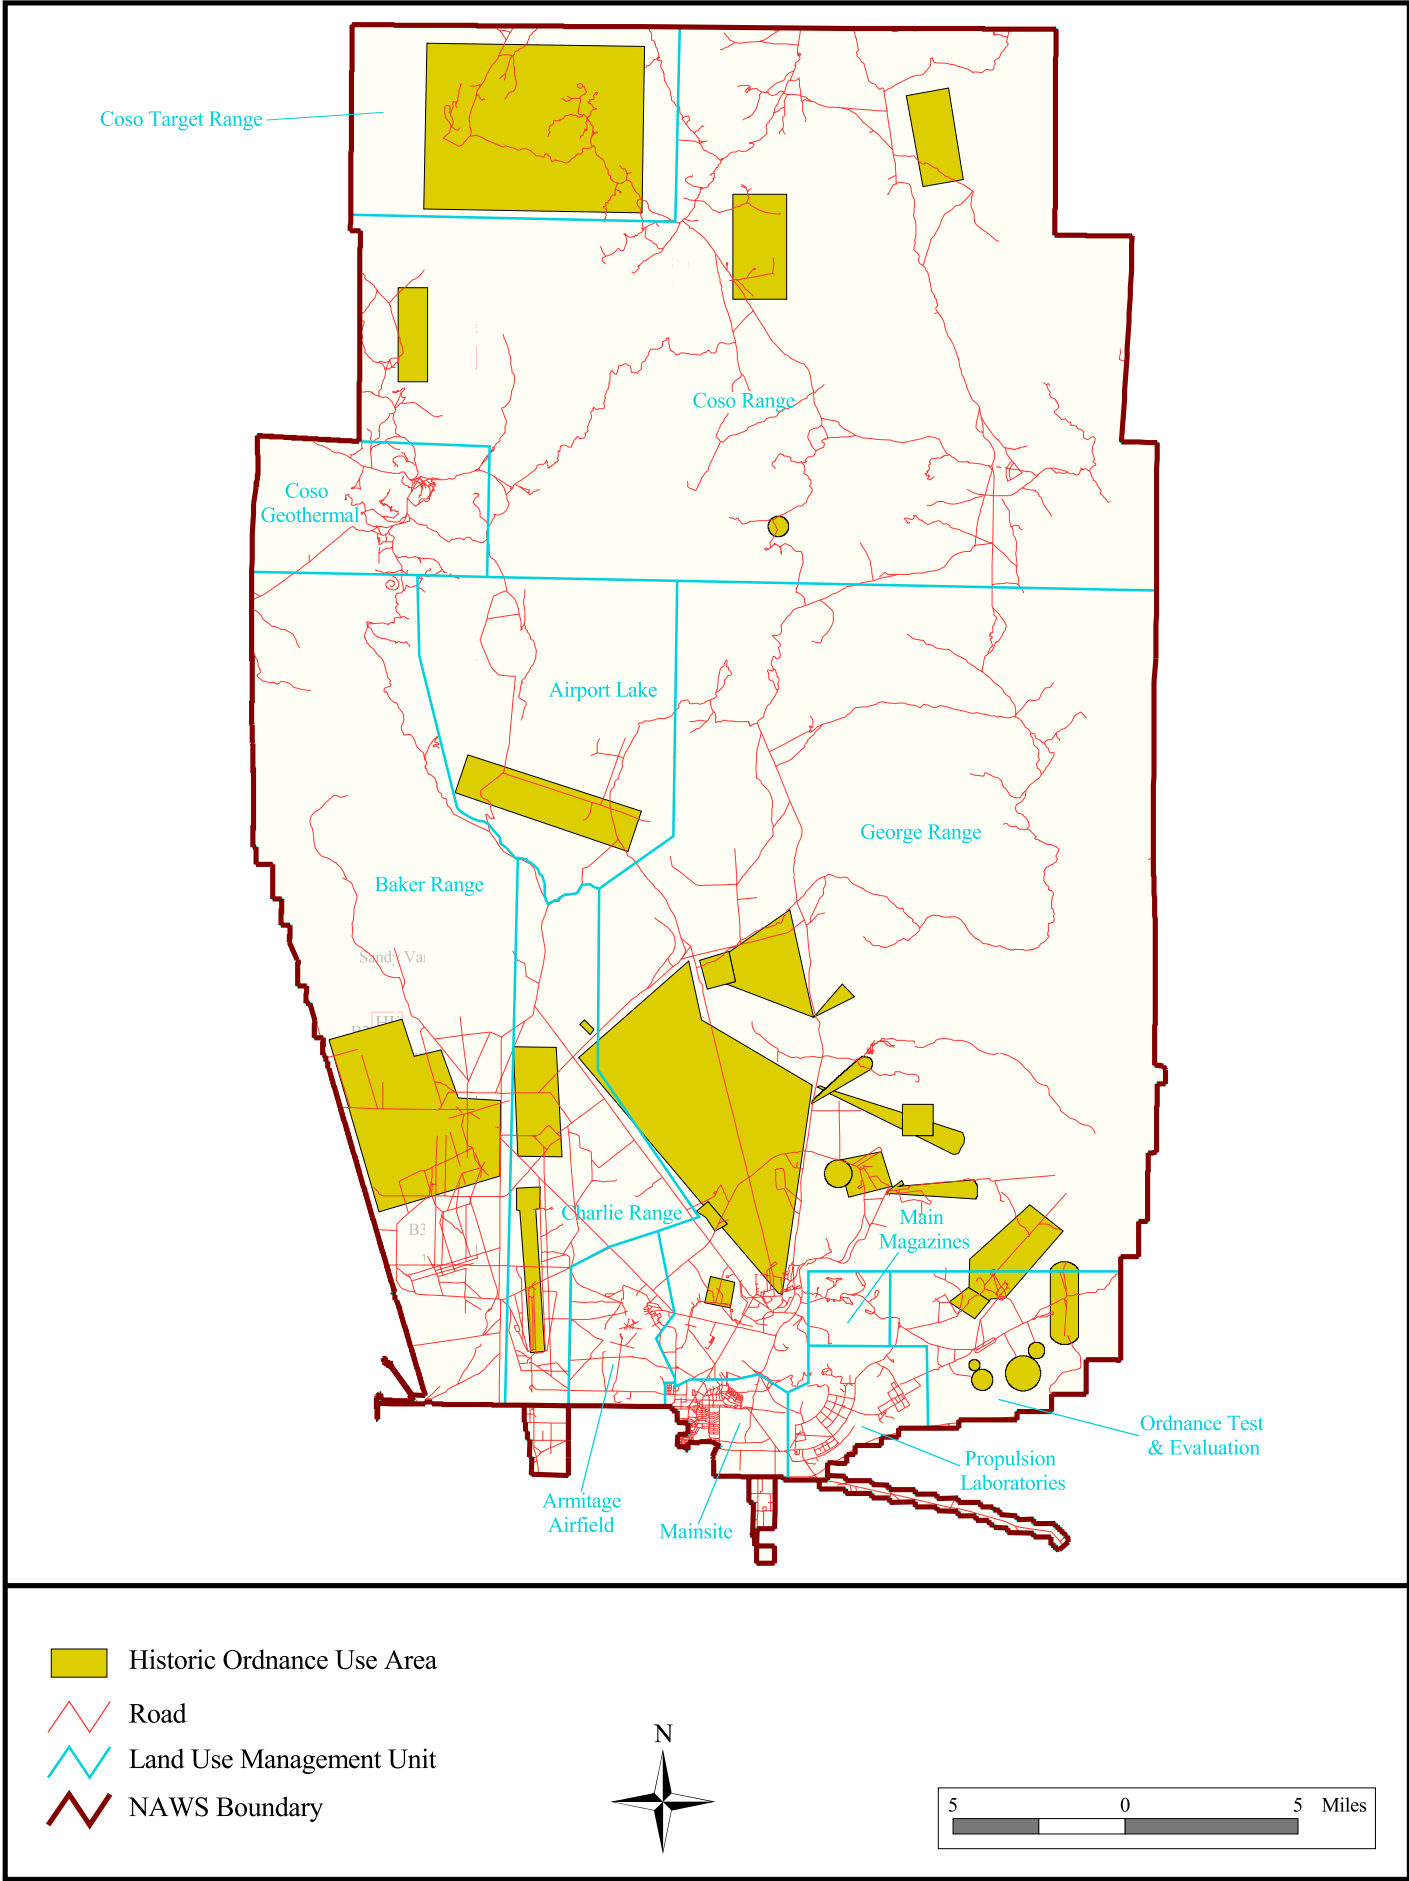 Coso Target Range
Coso Range
Coso
Geothermal
Airport Lake
George Range
Baker Range
Charlie Range
Main
Magazines
Ordnance Test
& Evaluation
Propulsion
Laboratories
Armitage
Airfield
Mainsite
Historic Ordnance Use Area
Road
Land Use Management Unit
NAWS Boundary
N
5 0 5 Miles